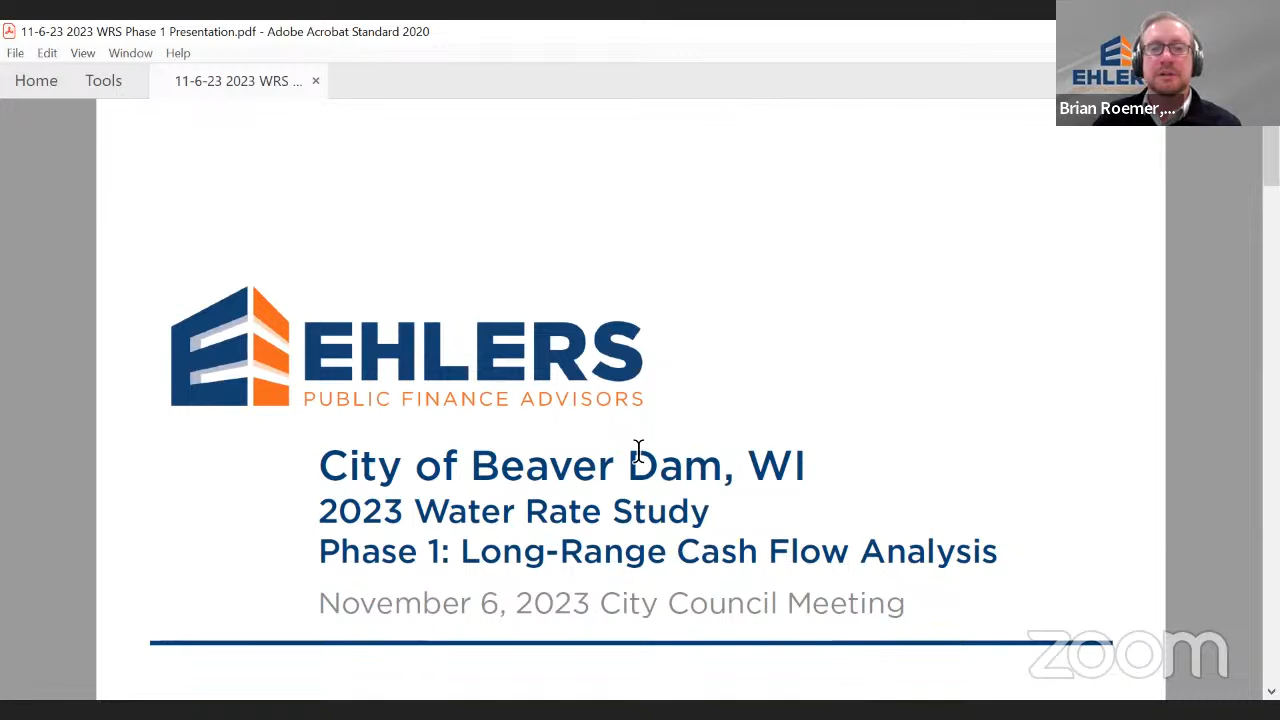 11-6-23 2023 WRS Phase 1 Presentation.pdf - Adobe Acrobat Standard 2020
File Edit View Window Help
Home Tools 11-6-23 2023 WRS ... ×
EHLER
Brian Roemer,...
EHLERS
PUBLIC FINANCE ADVISORS
City of Beaver Dam, WI
2023 Water Rate Study
Phase 1: Long-Range Cash Flow Analysis
November 6, 2023 City Council Meeting
zoom